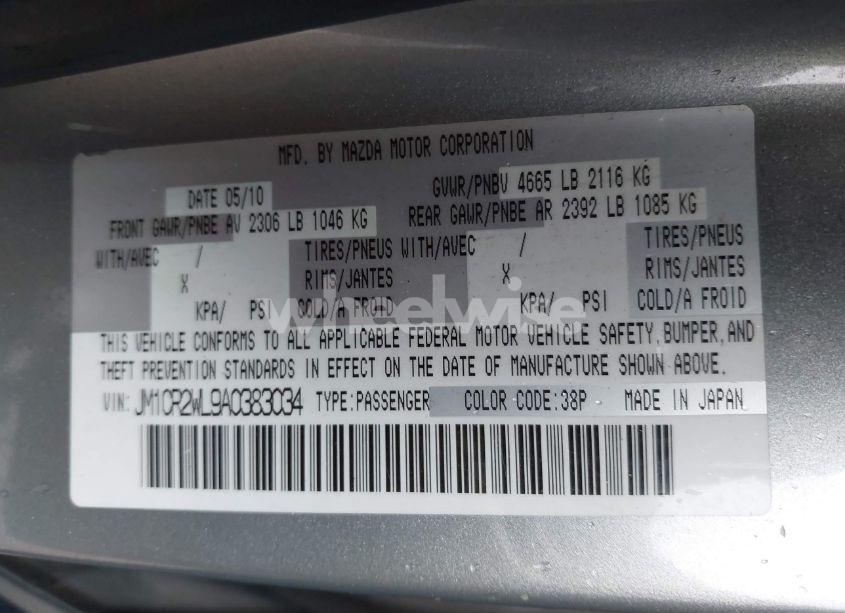 MFD. BY MAZDA MOTOR CORPORATION
DATE 05/10 GVWR/PNBV 4665 LB 2116 KG
FRONT GAWR/PNBE AV 2306 LB 1046 KG REAR GAWR/PNBE AR 2392 LB 1085 KG
WITH/AVEC / TIRES/PNEUS WITH/AVEC / TIRES/PNEUS
X RIMS/JANTES X RIMS/JANTES
KPA/ PSI COLD/A FROID KPA/ PSI COLD/A FROID
wheelwise
THIS VEHICLE CONFORMS TO ALL APPLICABLE FEDERAL MOTOR VEHICLE SAFETY, BUMPER, AND
THEFT PREVENTION STANDARDS IN EFFECT ON THE DATE OF MANUFACTURE SHOWN ABOVE.
VIN: JM1CR2WL9A0383034 TYPE:PASSENGER COLOR CODE:38P MADE IN JAPAN